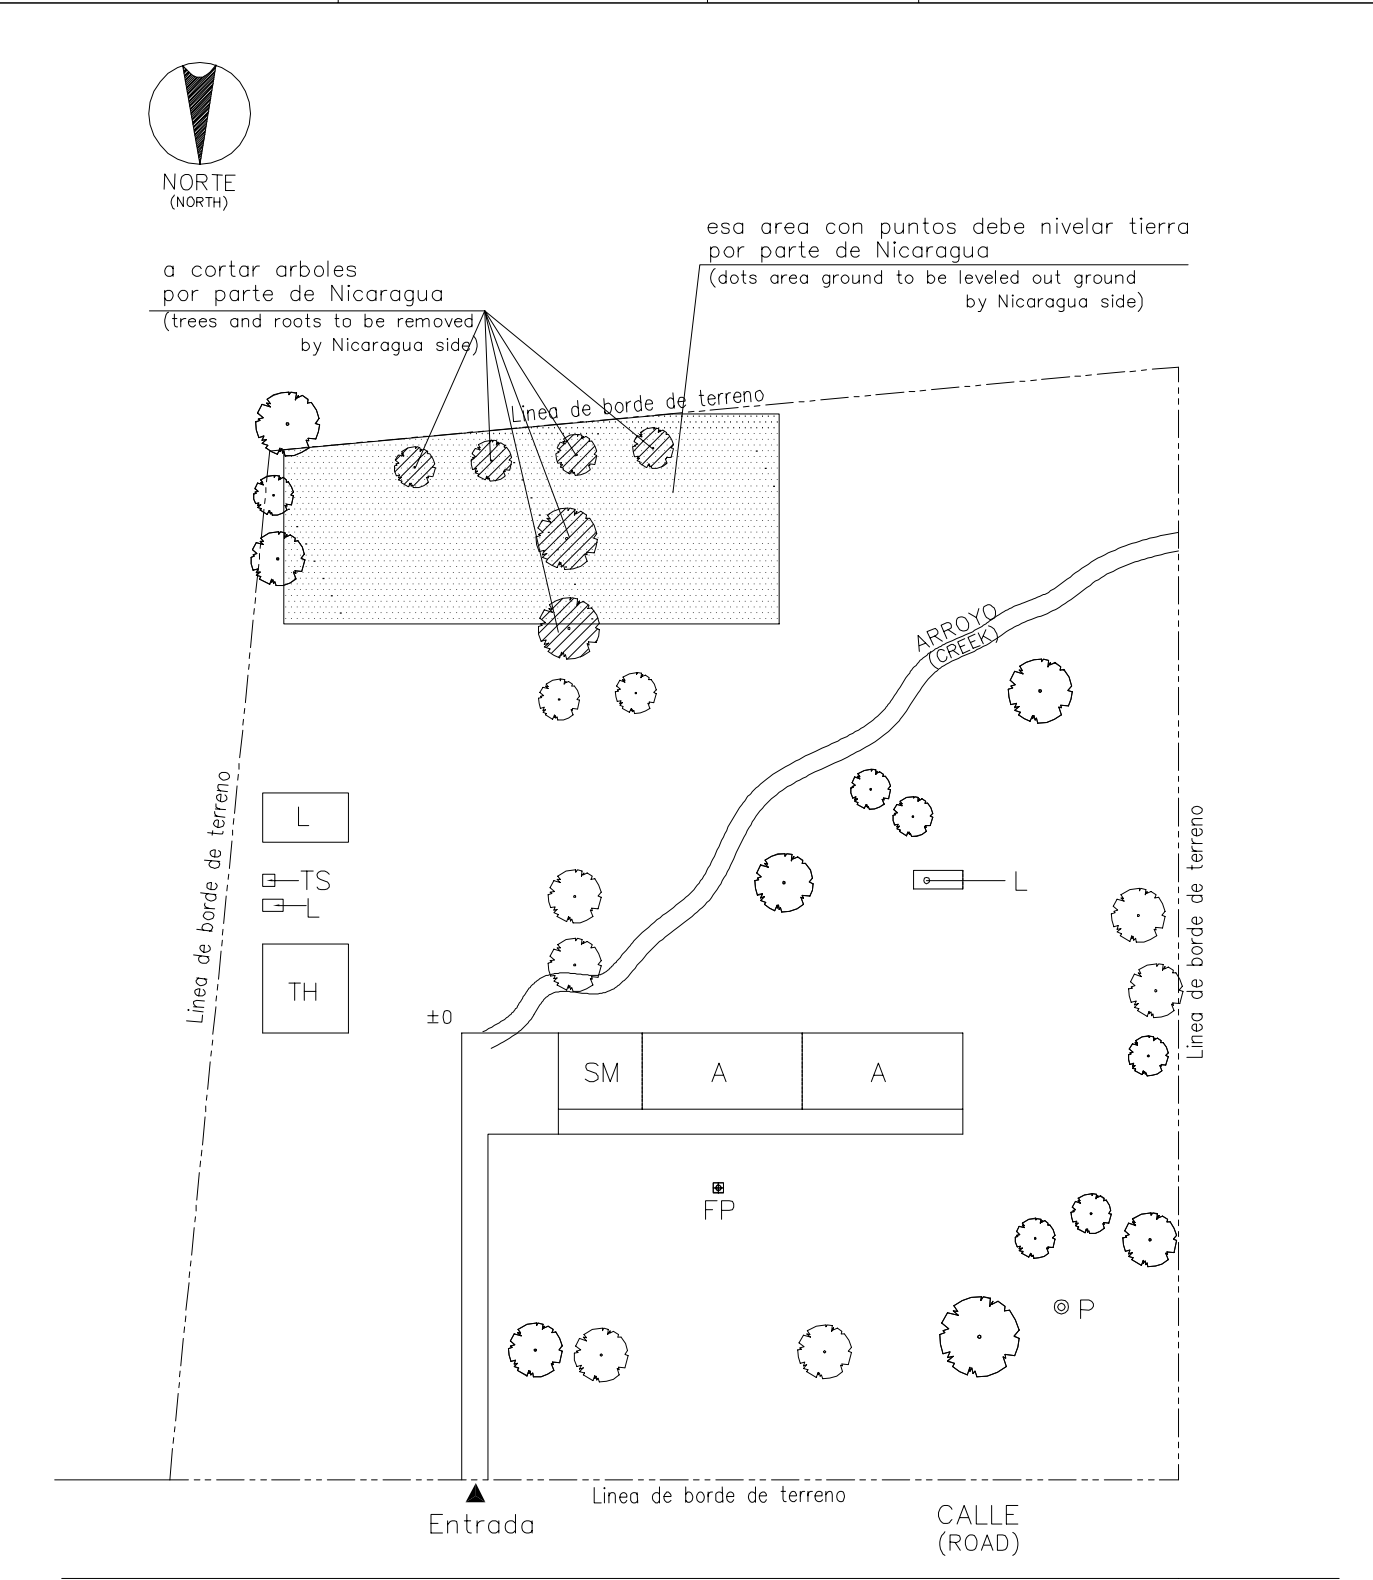 NORTE
(NORTH)
esa area con puntos debe nivelar tierra
por parte de Nicaragua
(dots area ground to be leveled out ground
by Nicaragua side)
a cortar arboles
por parte de Nicaragua
(trees and roots to be removed
by Nicaragua side)
Linea de borde de terreno
ARROYO
(CREEK)
Linea de borde de terreno
L
TS
L
TH
L
Linea de borde de terreno
±0
SM
A
A
FP
P
Linea de borde de terreno
Entrada
CALLE
(ROAD)